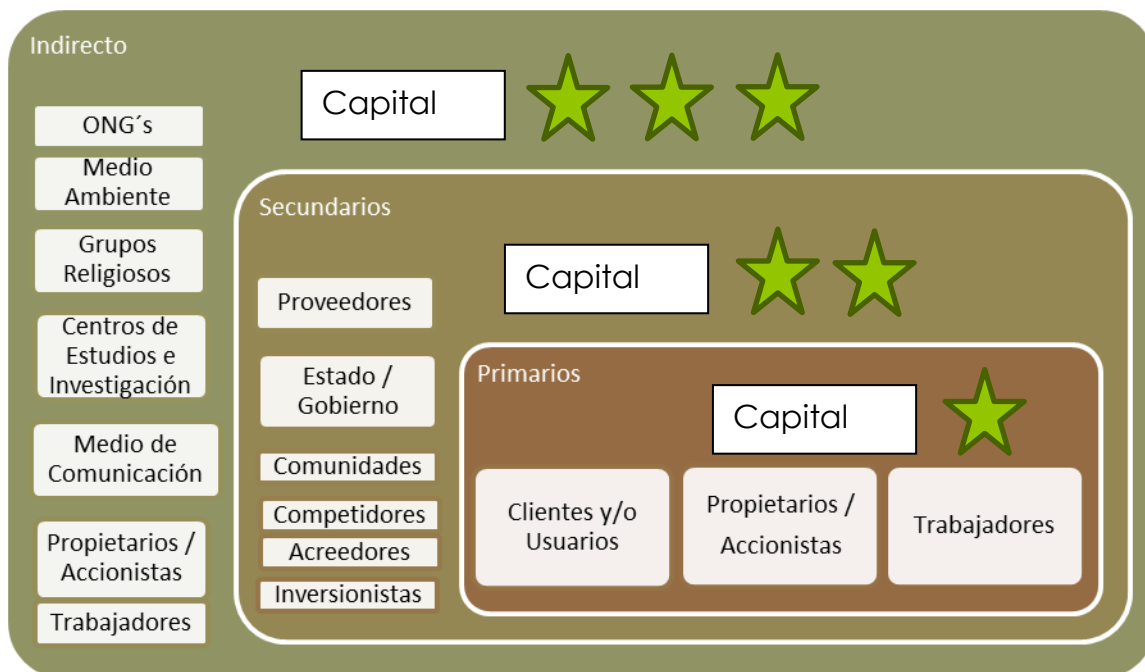 Indirecto
Capital
ONG´s
Medio
Ambiente
Grupos
Religiosos
Centros de
Estudios e
Investigación
Medio de
Comunicación
Propietarios /
Accionistas
Trabajadores
Secundarios
Capital
Proveedores
Estado /
Gobierno
Comunidades
Competidores
Acreedores
Inversionistas
Primarios
Capital
Clientes y/o
Usuarios
Propietarios /
Accionistas
Trabajadores